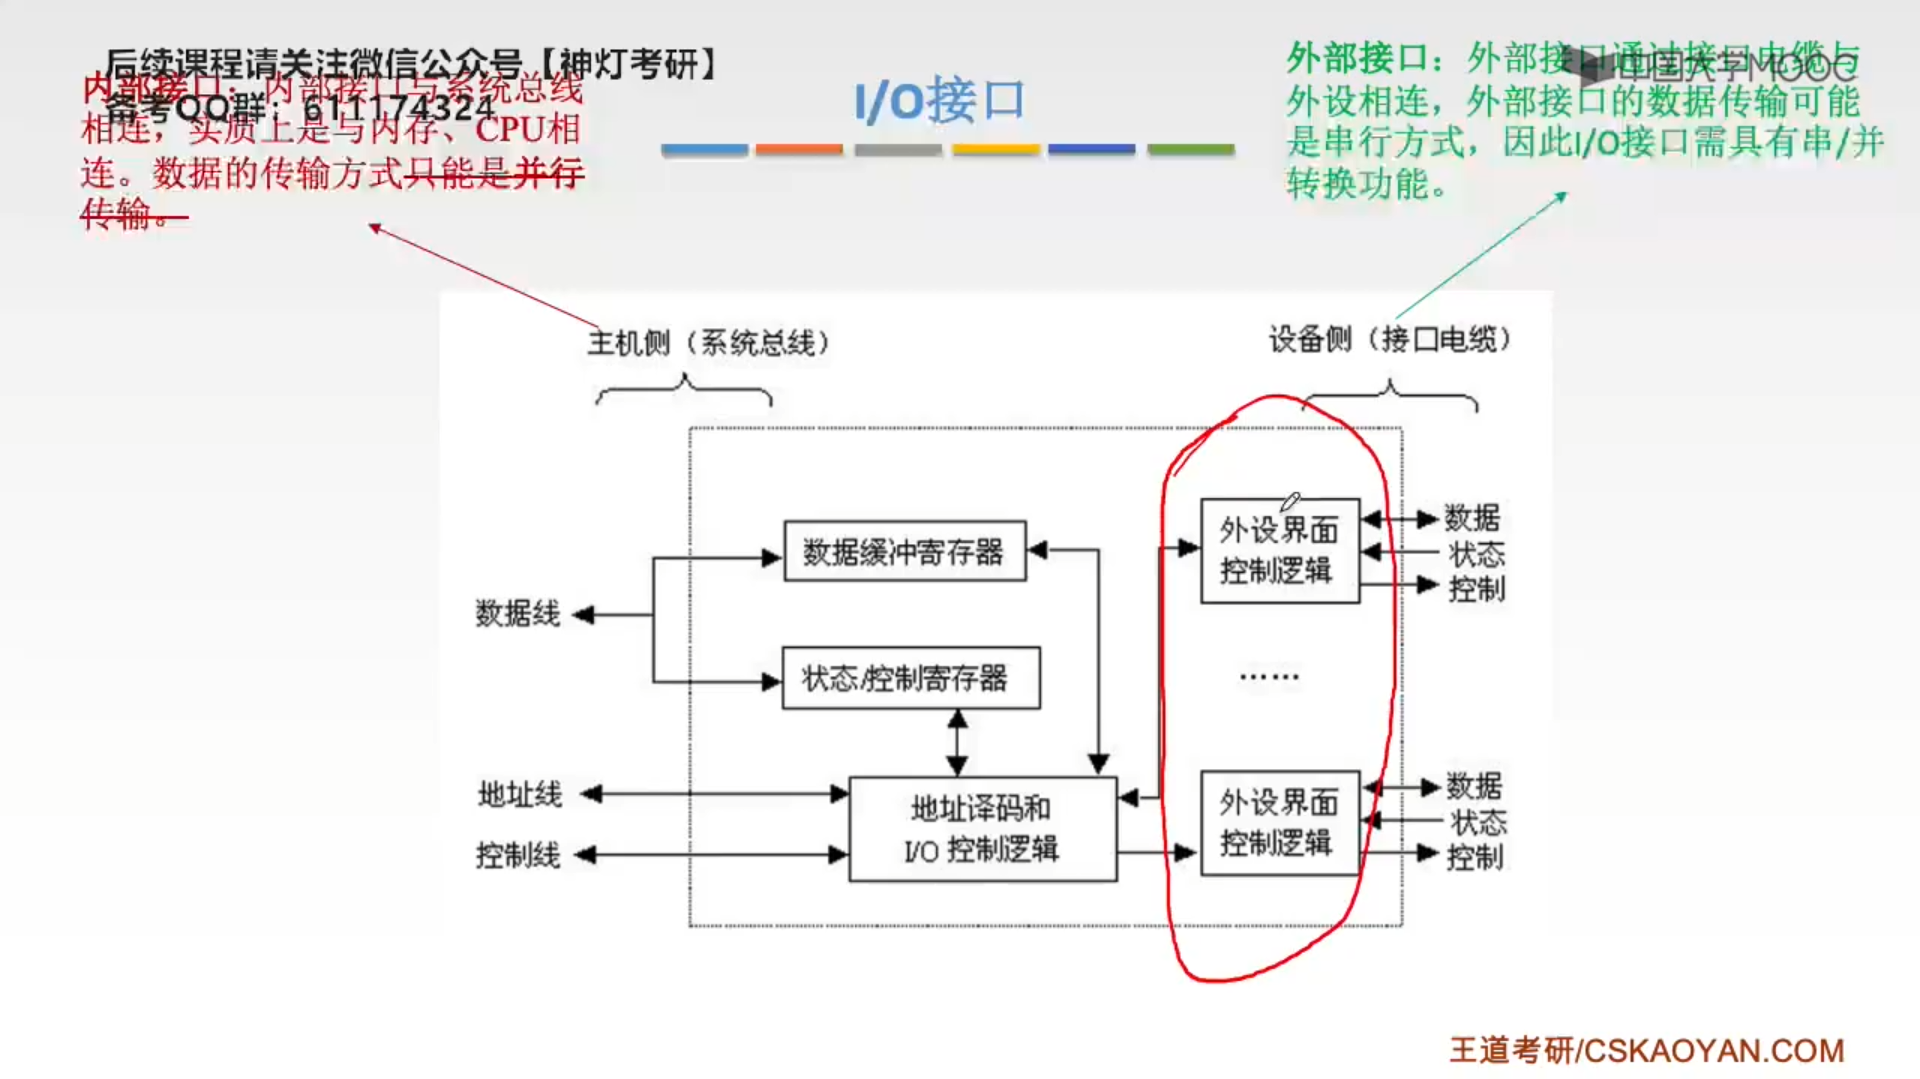 后续课程请关注微信公众号【神灯考研】
备考QQ群：611174324
内部接口：内部接口与系统总线
相连，实质上是与内存、CPU相
连。数据的传输方式只能是并行
传输。
I/O接口
中国大学MOOC
外部接口：外部接口通过接口电缆与
外设相连，外部接口的数据传输可能
是串行方式，因此I/O接口需具有串/并
转换功能。
主机侧（系统总线）
设备侧（接口电缆）
数据缓冲寄存器
外设界面
控制逻辑
数据
状态
控制
数据线
状态/控制寄存器
……
地址线
控制线
地址译码和
I/O 控制逻辑
外设界面
控制逻辑
数据
状态
控制
王道考研/CSKAOYAN.COM